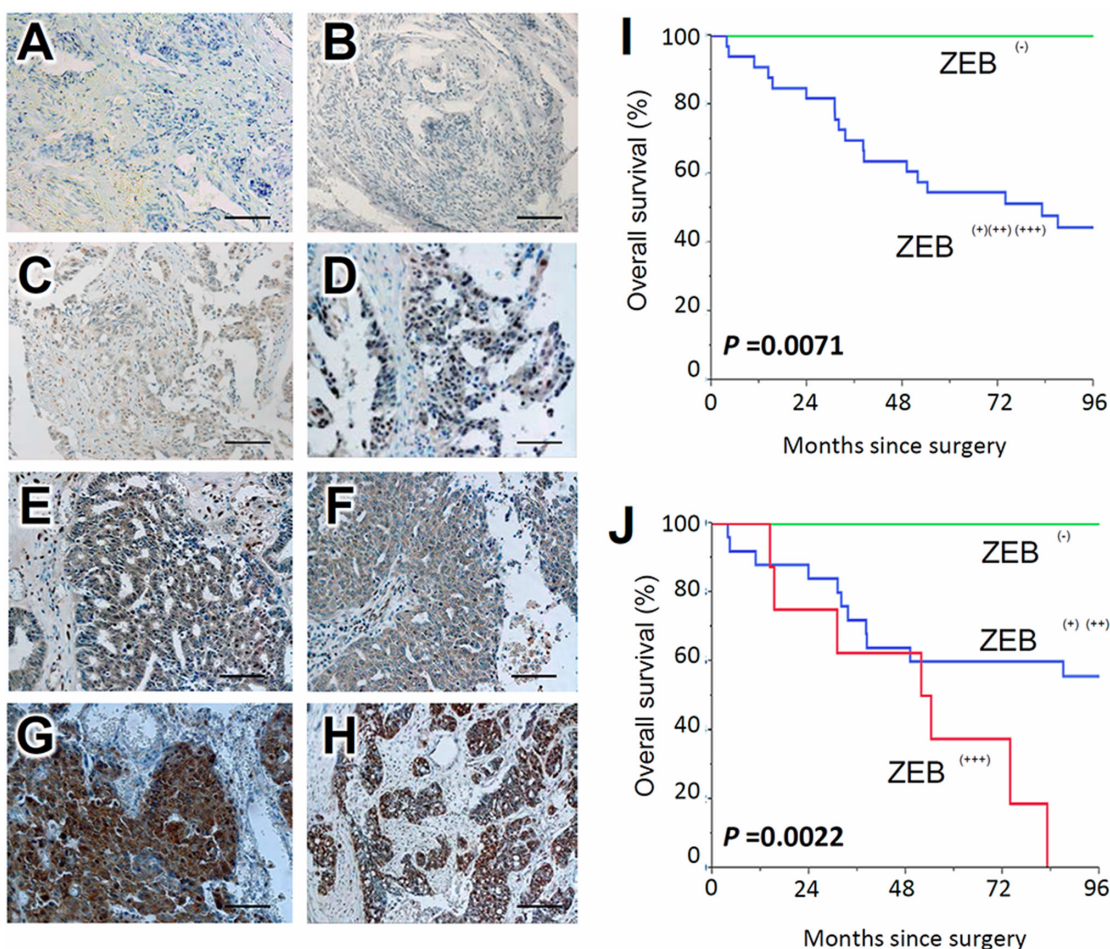 A
B
C
D
E
F
G
H
I
100
80
60
40
20
0
Overall survival (%)
ZEB (-)
ZEB (+)(++) (+++)
P =0.0071
0 24 48 72 96
Months since surgery
J
100
80
60
40
20
0
Overall survival (%)
ZEB (-)
ZEB (+) (++)
ZEB (+++)
P =0.0022
0 24 48 72 96
Months since surgery